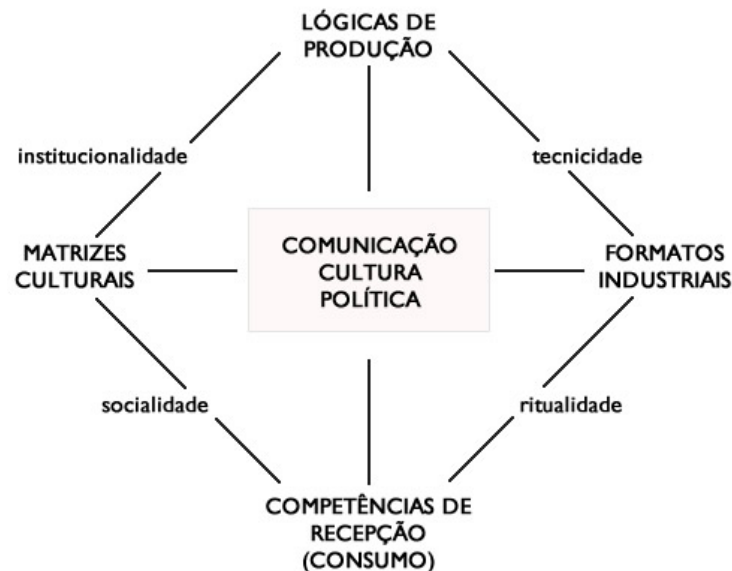 LÓGICAS DE
PRODUÇÃO
institucionalidade
tecnicidade
MATRIZES
CULTURAIS
COMUNICAÇÃO
CULTURA
POLÍTICA
FORMATOS
INDUSTRIAIS
socialidade
ritualidade
COMPETÊNCIAS DE
RECEPÇÃO
(CONSUMO)